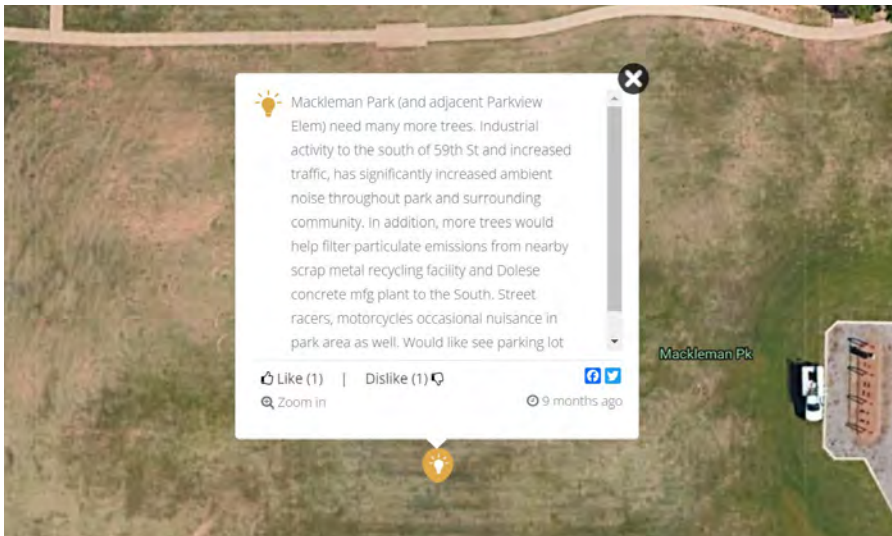 Mackleman Park (and adjacent Parkview
Elem) need many more trees. Industrial
activity to the south of 59th St and increased
traffic, has significantly increased ambient
noise throughout park and surrounding
community. In addition, more trees would
help filter particulate emissions from nearby
scrap metal recycling facility and Dolese
concrete mfg plant to the South. Street
racers, motorcycles occasional nuisance in
park area as well. Would like see parking lot
Mackleman Pk
Like (1) | Dislike (1)
Zoom in 9 months ago